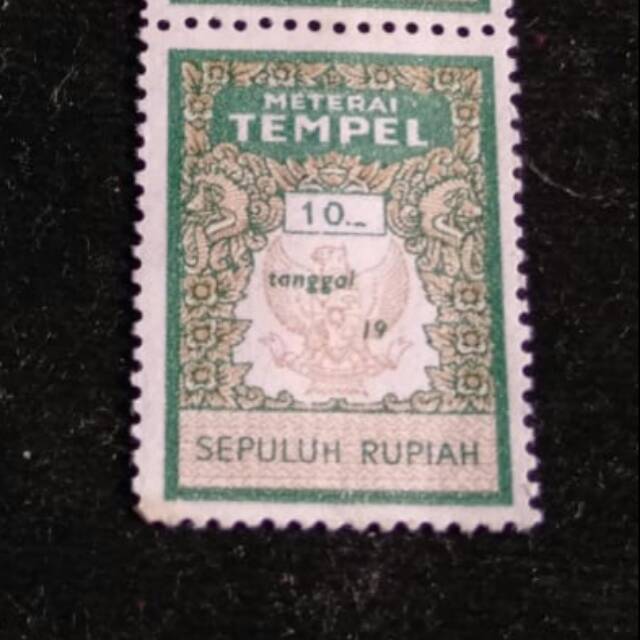 METERAI
TEMPEL
10.-
tanggal
19
SEPULUH RUPIAH